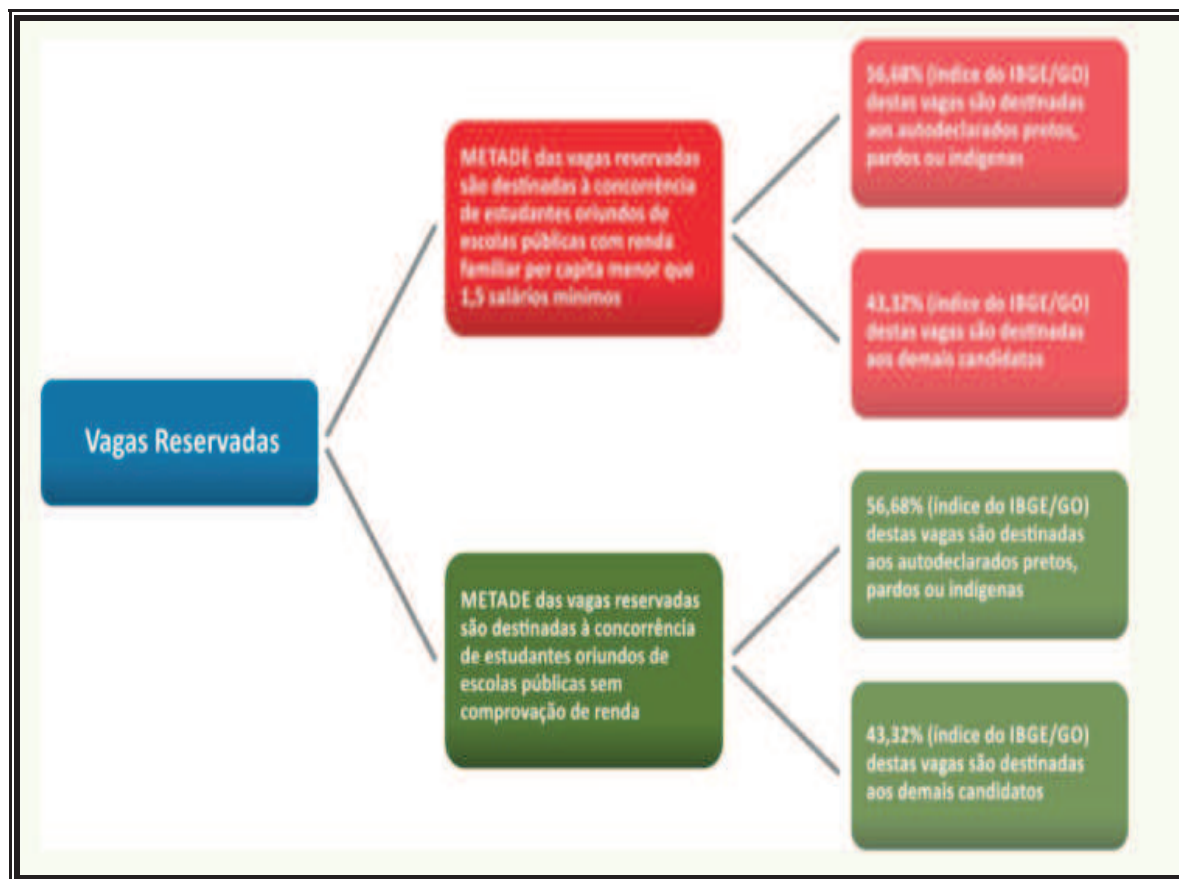 Vagas Reservadas
METADE das vagas reservadas
são destinadas à concorrência
de estudantes oriundos de
escolas públicas com renda
familiar per capita menor que
1,5 salários mínimos
56,68% (índice do IBGE/GO)
destas vagas são destinadas
aos autodeclarados pretos,
pardos ou indígenas
43,32% (índice do IBGE/GO)
destas vagas são destinadas
aos demais candidatos
METADE das vagas reservadas
são destinadas à concorrência
de estudantes oriundos de
escolas públicas sem
comprovação de renda
56,68% (índice do IBGE/GO)
destas vagas são destinadas
aos autodeclarados pretos,
pardos ou indígenas
43,32% (índice do IBGE/GO)
destas vagas são destinadas
aos demais candidatos